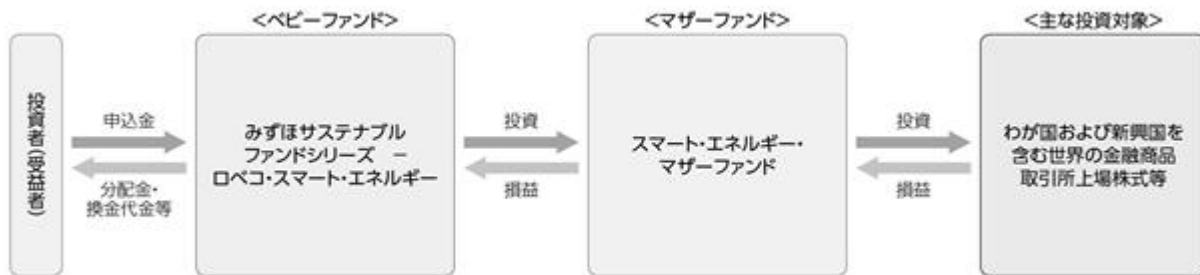 <ベビーファンド>
<マザーファンド>
<主な投資対象>
投資者(受益者)
申込金
分配金・
換金代金等
みずほサステナブル
ファンドシリーズ －
ロベコ・スマート・エネルギー
投資
損益
スマート・エネルギー・
マザーファンド
投資
損益
わが国および新興国を
含む世界の金融商品
取引所上場株式等